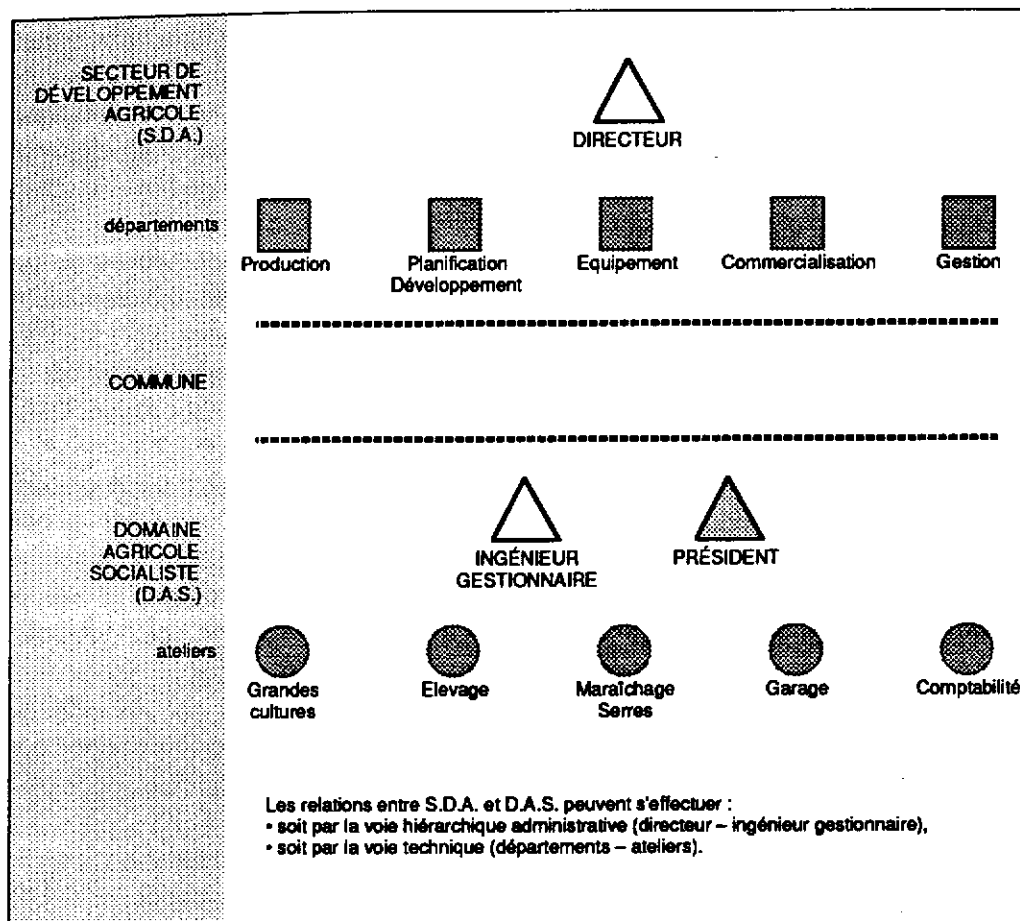 SECTEUR DE
DÉVELOPPEMENT
AGRICOLE
(S.D.A.)
DIRECTEUR
départements
Production
Planification
Développement
Equipement
Commercialisation
Gestion
COMMUNE
DOMAINE
AGRICOLE
SOCIALISTE
(D.A.S.)
INGÉNIEUR
GESTIONNAIRE
PRÉSIDENT
ateliers
Grandes
cultures
Elevage
Maraîchage
Serres
Garage
Comptabilité
Les relations entre S.D.A. et D.A.S. peuvent s'effectuer :
• soit par la voie hiérarchique administrative (directeur – ingénieur gestionnaire),
• soit par la voie technique (départements – ateliers).